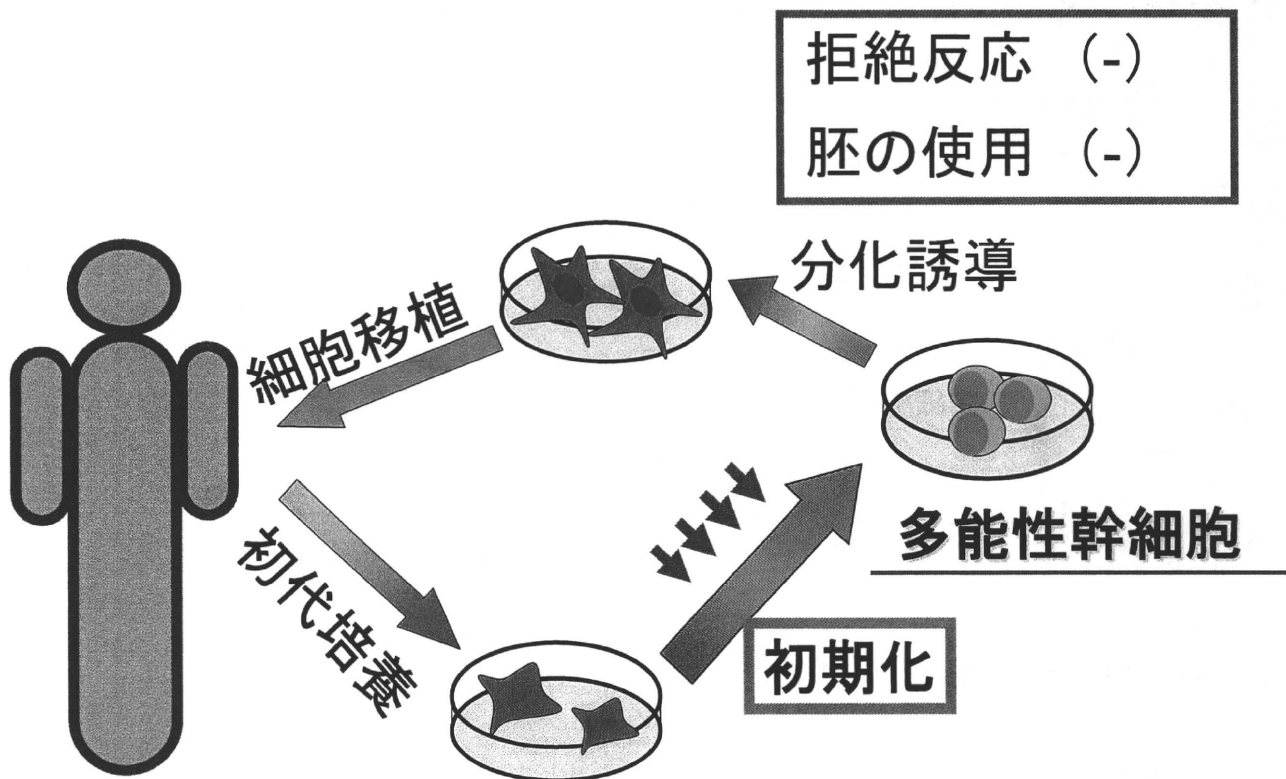 拒絶反応 (-)
胚の使用 (-)
分化誘導
細胞移植
多能性幹細胞
初代培養
初期化